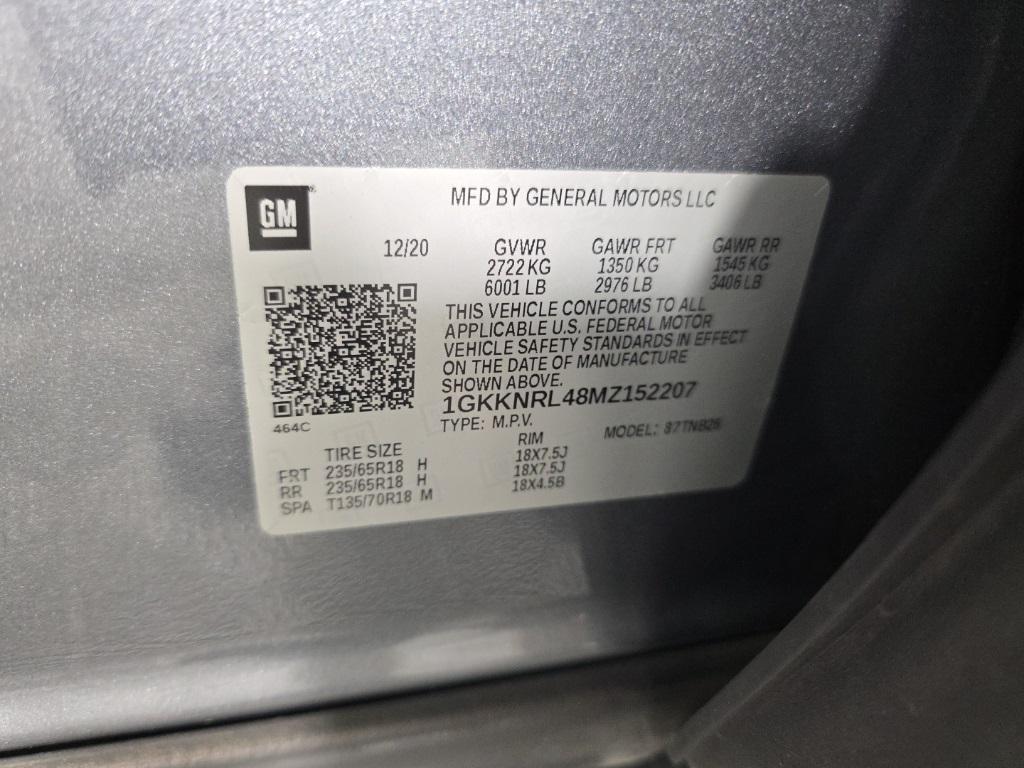 GM
MFD BY GENERAL MOTORS LLC
12/20 GVWR GAWR FRT GAWR RR
2722 KG 1350 KG 1545 KG
6001 LB 2976 LB 3406 LB
THIS VEHICLE CONFORMS TO ALL
APPLICABLE U.S. FEDERAL MOTOR
VEHICLE SAFETY STANDARDS IN EFFECT
ON THE DATE OF MANUFACTURE
SHOWN ABOVE.
1GKKNRL48MZ152207
464C
TYPE: M.P.V. MODEL: 87TNB26
TIRE SIZE RIM
FRT 235/65R18 H 18X7.5J
RR 235/65R18 H 18X7.5J
SPA T135/70R18 M 18X4.5B